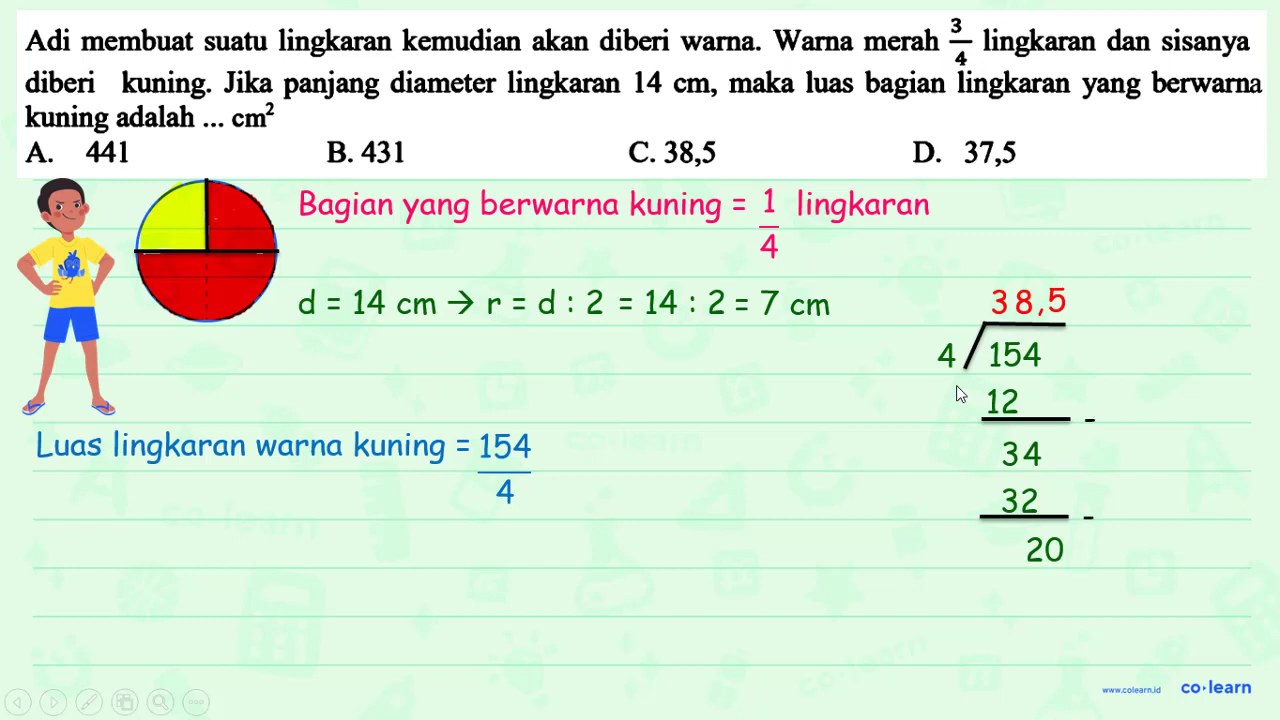 Adi membuat suatu lingkaran kemudian akan diberi warna. Warna merah 3/4 lingkaran dan sisanya
diberi kuning. Jika panjang diameter lingkaran 14 cm, maka luas bagian lingkaran yang berwarna
kuning adalah ... cm²
A. 441 B. 431 C. 38,5 D. 37,5
Bagian yang berwarna kuning = 1/4 lingkaran
d = 14 cm → r = d : 2 = 14 : 2 = 7 cm
Luas lingkaran warna kuning = 154/4
38,5
4 154
12 -
34
32 -
20
www.colearn.id co·learn